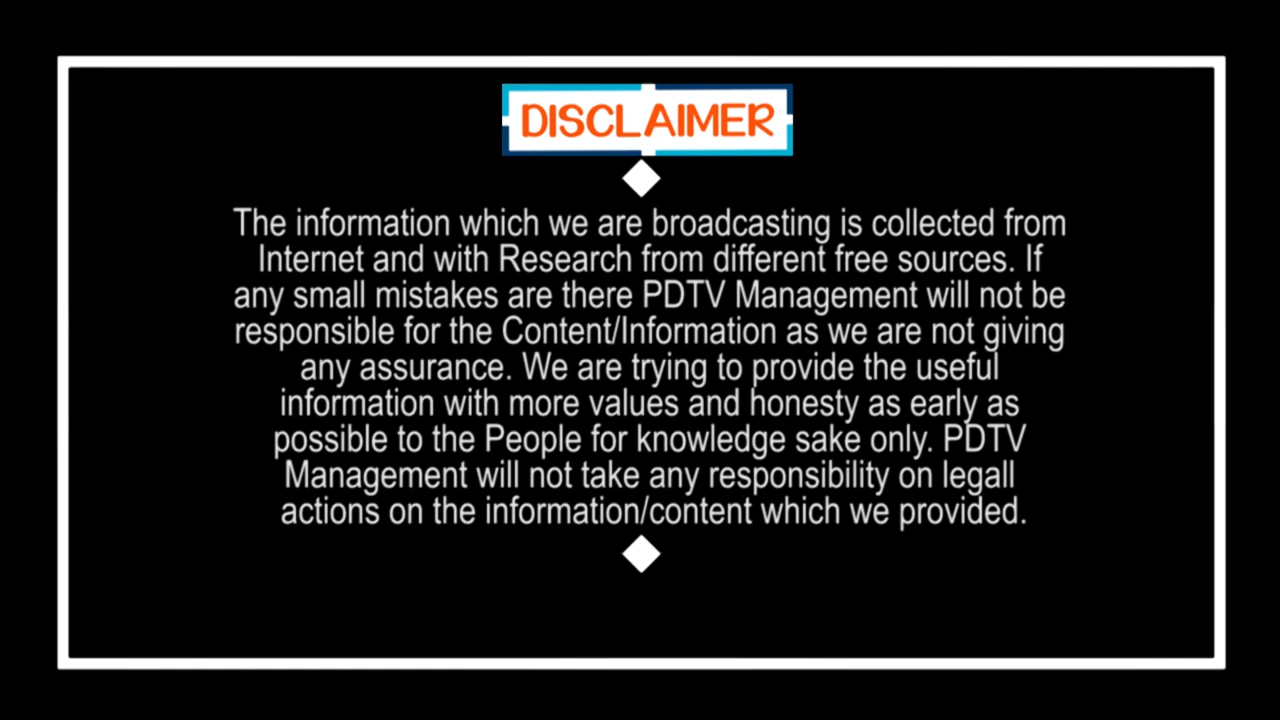 DISCLAIMER
The information which we are broadcasting is collected from
Internet and with Research from different free sources. If
any small mistakes are there PDTV Management will not be
responsible for the Content/Information as we are not giving
any assurance. We are trying to provide the useful
information with more values and honesty as early as
possible to the People for knowledge sake only. PDTV
Management will not take any responsibility on legall
actions on the information/content which we provided.